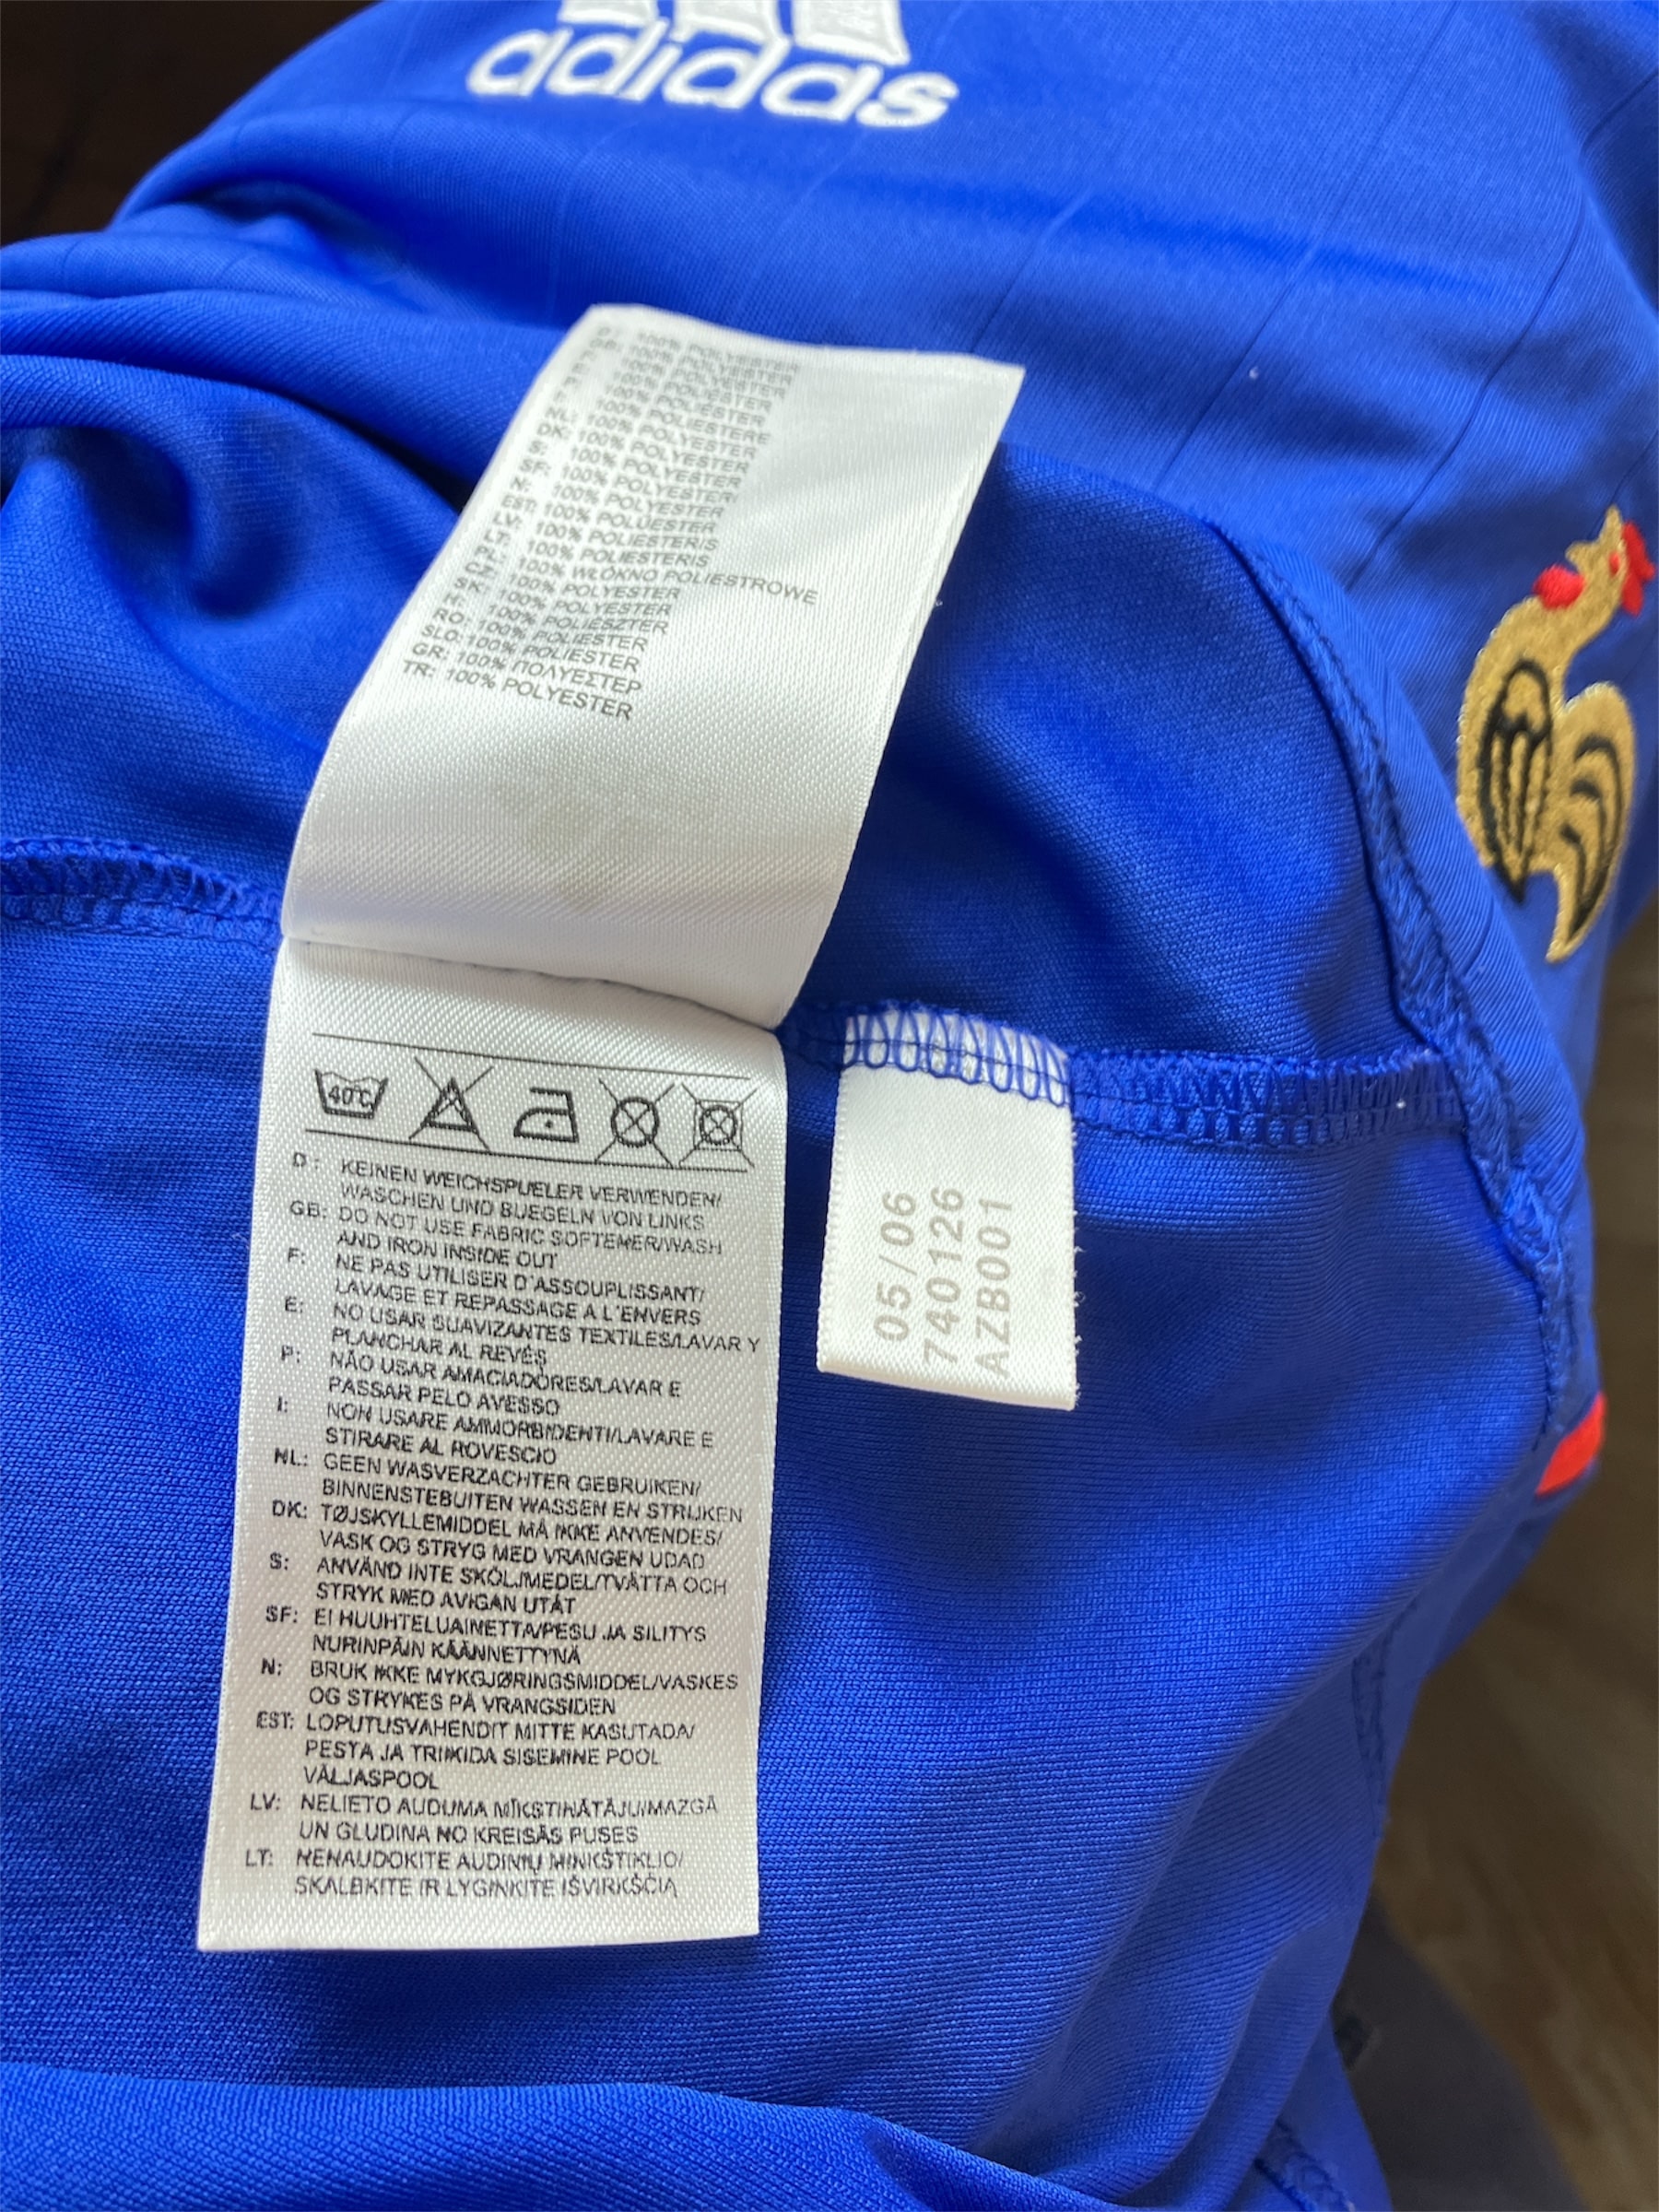 adidas
D: 100% POLYESTER
GB: 100% POLYESTER
100% POLYESTER
100% POLIÉSTER
100% POLIÉSTER
100% POLIESTERE
NL: 100% POLYESTER
DK: 100% POLYESTER
S: 100% POLYESTER
SF: 100% POLYESTERI
N: 100% POLYESTER
EST: 100% POLÜESTER
LV: 100% POLIESTERIS
LT: 100% POLIESTERIS
PL: 100% WŁÓKNO POLIESTROWE
CZ: 100% POLYESTER
SK: 100% POLYESTER
H: 100% POLIÉSZTER
RO: 100% POLIESTER
SLO: 100% POLIESTER
GR: 100% ΠΟΛΥΕΣΤΕΡ
TR: 100% POLYESTER
40°C
D: KEINEN WEICHSPUELER VERWENDEN/
WASCHEN UND BUEGELN VON LINKS
GB: DO NOT USE FABRIC SOFTENER/WASH
AND IRON INSIDE OUT
F: NE PAS UTILISER D'ASSOUPLISSANT/
LAVAGE ET REPASSAGE A L'ENVERS
E: NO USAR SUAVIZANTES TEXTILES/LAVAR Y
PLANCHAR AL REVÉS
P: NÃO USAR AMACIADORES/LAVAR E
PASSAR PELO AVESSO
I: NON USARE AMMORBIDENTI/LAVARE E
STIRARE AL ROVESCIO
NL: GEEN WASVERZACHTER GEBRUIKEN/
BINNENSTEBUITEN WASSEN EN STRIJKEN
DK: TØJSKYLLEMIDDEL MÅ IKKE ANVENDES/
VASK OG STRYG MED VRANGEN UDAD
S: ANVÄND INTE SKÖLJMEDEL/TVÄTTA OCH
STRYK MED AVIGAN UTÅT
SF: EI HUUHTELUAINETTA/PESU JA SILITYS
NURINPÄIN KÄÄNNETTYNÄ
N: BRUK IKKE MYKGJØRINGSMIDDEL/VASKES
OG STRYKES PÅ VRANGSIDEN
EST: LOPUTUSVAHENDIT MITTE KASUTADA/
PESTA JA TRIIKIDA SISEMINE POOL
VÄLJASPOOL
LV: NELIETO AUDUMA MĪKSTINĀTĀJU/MAZGĀ
UN GLUDINA NO KREISĀS PUSES
LT: NENAUDOKITE AUDINIŲ MINKŠTIKLIO/
SKALBKITE IR LYGINKITE IŠVIRKŠČIĄ
05/06
740126
AZB001